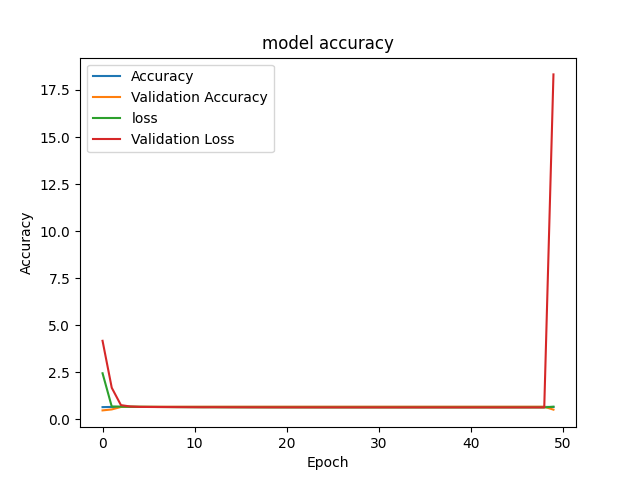 model accuracy
Accuracy
Validation Accuracy
loss
Validation Loss
17.5
15.0
12.5
10.0
7.5
5.0
2.5
0.0
Accuracy
0 10 20 30 40 50
Epoch